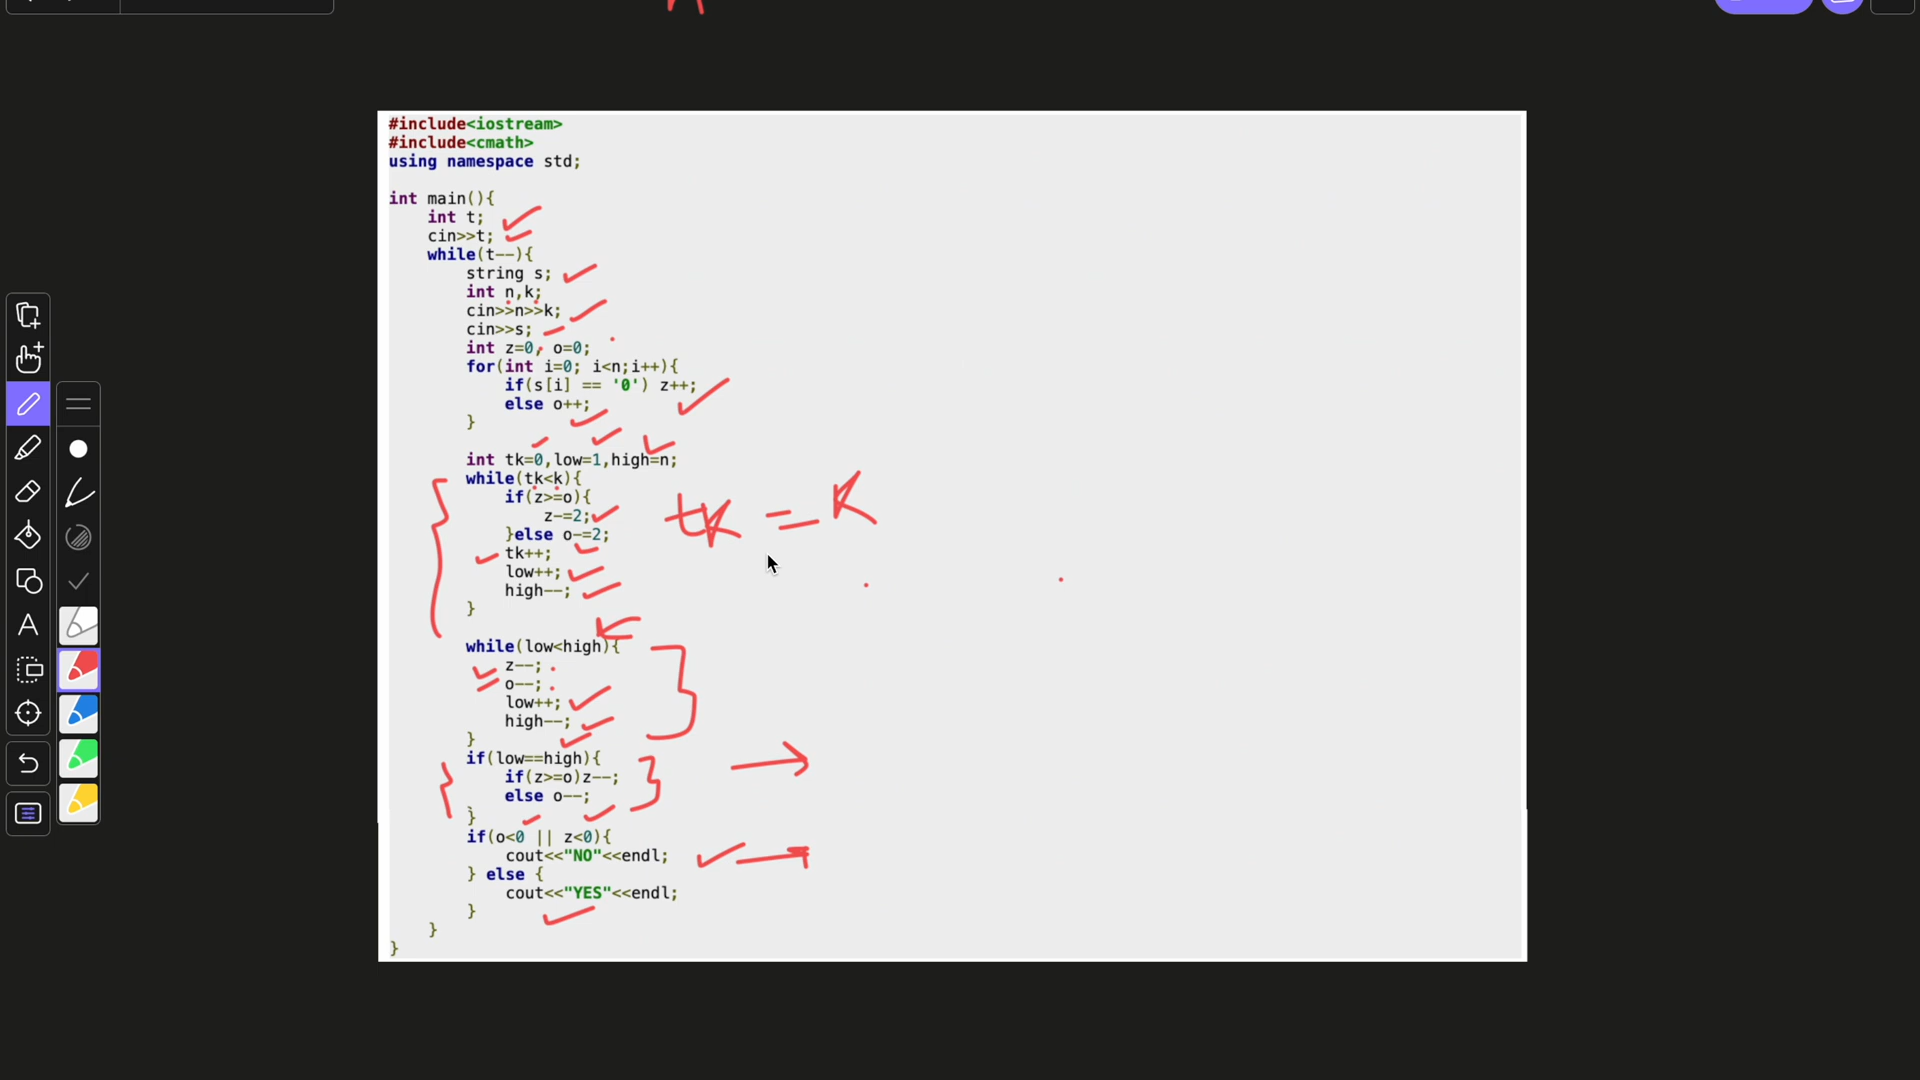 #include<iostream>
#include<cmath>
using namespace std;
int main(){
int t;
cin>>t;
while(t--){
string s;
int n,k;
cin>>n>>k;
cin>>s;
int z=0, o=0;
for(int i=0; i<n;i++){
if(s[i] == '0') z++;
else o++;
}
int tk=0,low=1,high=n;
while(tk<k){
if(z>=o){
z-=2;
}else o-=2;
tk++;
low++;
high--;
}
tk = K
while(low<high){
z--;
o--;
low++;
high--;
}
if(low==high){
if(z>=o)z--;
else o--;
}
if(o<0 || z<0){
cout<<"NO"<<endl;
} else {
cout<<"YES"<<endl;
}
}
}
A